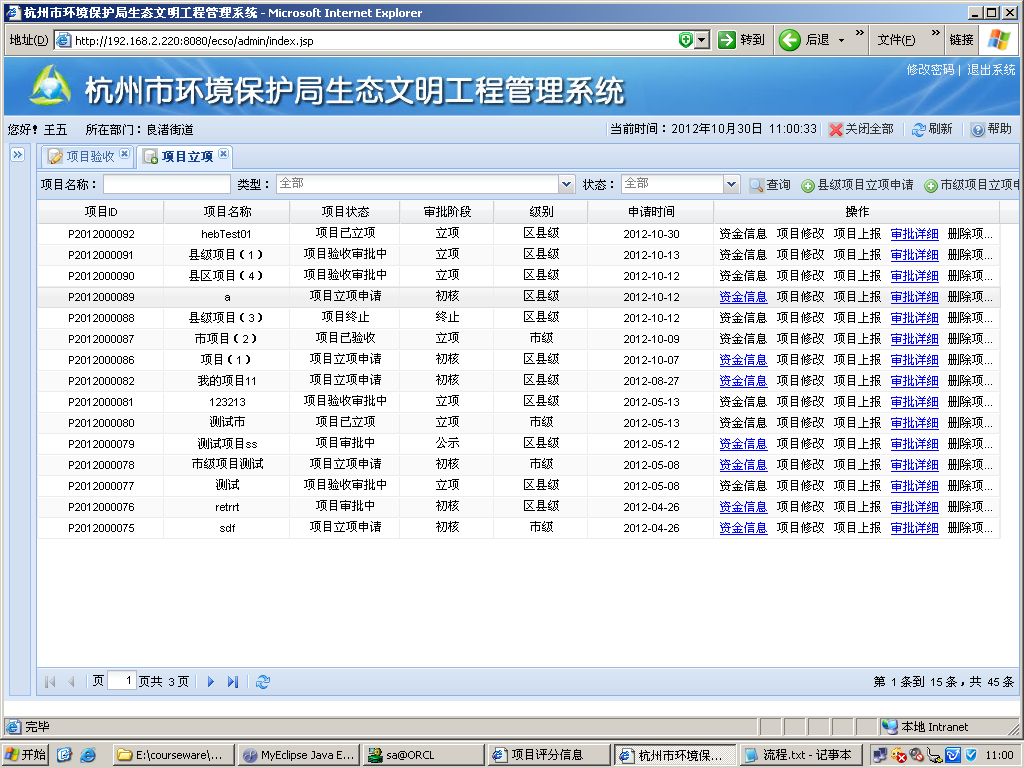 杭州市环境保护局生态文明工程管理系统 - Microsoft Internet Explorer
地址(D) http://192.168.2.220:8080/ecso/admin/index.jsp 转到 后退 » 文件(F) » 链接
杭州市环境保护局生态文明工程管理系统 修改密码 | 退出系统
您好! 王五 所在部门：良渚街道 当前时间：2012年10月30日 11:00:33 关闭全部 刷新 帮助
» 项目验收 项目立项
项目名称： 类型： 全部 状态： 全部 查询 县级项目立项申请 市级项目立项申
项目ID 项目名称 项目状态 审批阶段 级别 申请时间 操作
P2012000092 hebTest01 项目已立项 立项 区县级 2012-10-30 资金信息 项目修改 项目上报 审批详细 删除项...
P2012000091 县级项目（1） 项目验收审批中 立项 区县级 2012-10-13 资金信息 项目修改 项目上报 审批详细 删除项...
P2012000090 县区项目（4） 项目验收审批中 立项 区县级 2012-10-12 资金信息 项目修改 项目上报 审批详细 删除项...
P2012000089 a 项目立项申请 初核 区县级 2012-10-12 资金信息 项目修改 项目上报 审批详细 删除项...
P2012000088 县级项目（3） 项目终止 终止 区县级 2012-10-12 资金信息 项目修改 项目上报 审批详细 删除项...
P2012000087 市项目（2） 项目已验收 立项 市级 2012-10-09 资金信息 项目修改 项目上报 审批详细 删除项...
P2012000086 项目（1） 项目立项申请 初核 区县级 2012-10-07 资金信息 项目修改 项目上报 审批详细 删除项...
P2012000082 我的项目11 项目立项申请 初核 区县级 2012-08-27 资金信息 项目修改 项目上报 审批详细 删除项...
P2012000081 123213 项目验收审批中 立项 区县级 2012-05-13 资金信息 项目修改 项目上报 审批详细 删除项...
P2012000080 测试市 项目已立项 立项 市级 2012-05-13 资金信息 项目修改 项目上报 审批详细 删除项...
P2012000079 测试项目ss 项目审批中 公示 区县级 2012-05-12 资金信息 项目修改 项目上报 审批详细 删除项...
P2012000078 市级项目测试 项目立项申请 初核 市级 2012-05-08 资金信息 项目修改 项目上报 审批详细 删除项...
P2012000077 测试 项目验收审批中 立项 区县级 2012-05-08 资金信息 项目修改 项目上报 审批详细 删除项...
P2012000076 retrrt 项目审批中 初核 区县级 2012-04-26 资金信息 项目修改 项目上报 审批详细 删除项...
P2012000075 sdf 项目立项申请 初核 市级 2012-04-26 资金信息 项目修改 项目上报 审批详细 删除项...
页 1 页共 3 页 第 1 条到 15 条，共 45 条
完毕 本地 Intranet
开始 E:\courseware\... MyEclipse Java E... sa@ORCL 项目评分信息 杭州市环境保... 流程.txt - 记事本 11:00